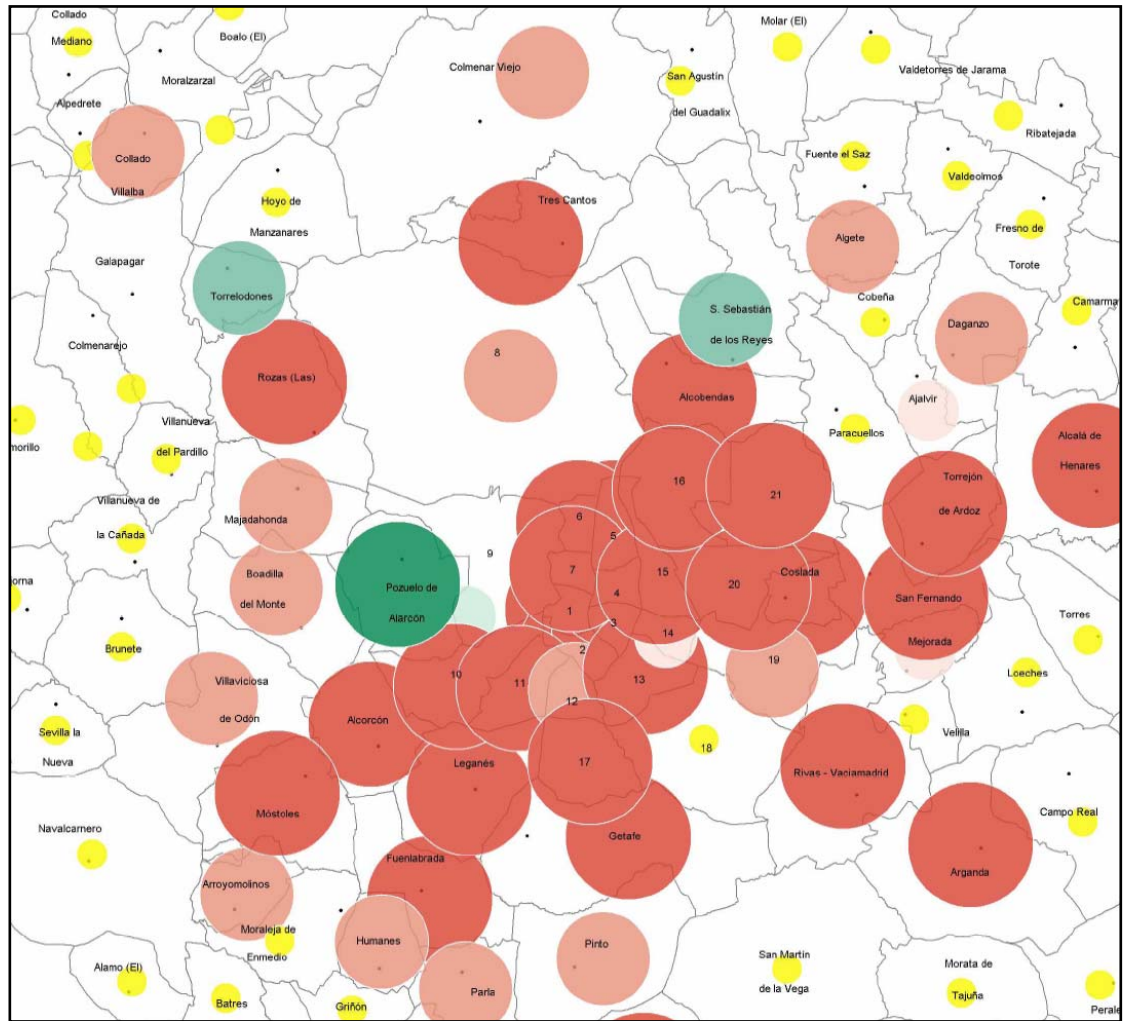 Collado
Mediano
Boalo (El)
Moralzarzal
Colmenar Viejo
San Agustín
del Guadalix
Molar (El)
Valdetorres de Jarama
Alpedrete
Ribatejada
Collado
Villalba
Fuente el Saz
Valdeolmos
Hoyo de
Manzanares
Tres Cantos
Fresno de
Torote
Galapagar
Algete
Torrelodones
Cobeña
Camarma
S. Sebastián
de los Reyes
Daganzo
Colmenarejo
8
Rozas (Las)
Alcobendas
Ajalvir
Villanueva
del Pardillo
Paracuellos
morillo
Alcalá de
Henares
16
21
Torrejón
de Ardoz
Villanueva de
la Cañada
Majadahonda
6
5
9
7
15
20
Coslada
Boadilla
del Monte
Pozuelo de
Alarcón
4
San Fernando
orna
1
3
14
Mejorada
Torres
Brunete
2
19
Loeches
10
11
13
Villaviciosa
de Odón
12
Sevilla la
Nueva
Alcorcón
18
Velilla
Leganés
17
Rivas - Vaciamadrid
Móstoles
Campo Real
Navalcarnero
Getafe
Fuenlabrada
Arganda
Arroyomolinos
Moraleja de
Enmedio
Humanes
Pinto
Alamo (El)
San Martín
de la Vega
Morata de
Tajuña
Parla
Batres
Griñón
Perale